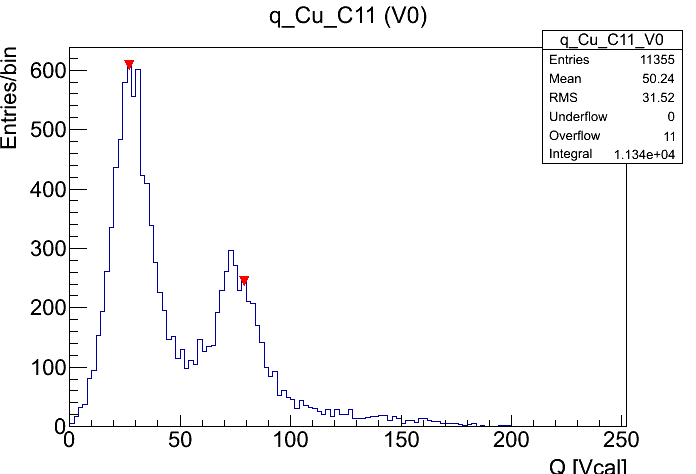 q_Cu_C11 (V0)
q_Cu_C11_V0
Entries 11355
Mean 50.24
RMS 31.52
Underflow 0
Overflow 11
Integral 1.134e+04
Entries/bin
600
500
400
300
200
100
0
0 50 100 150 200 250
Q [Vcal]